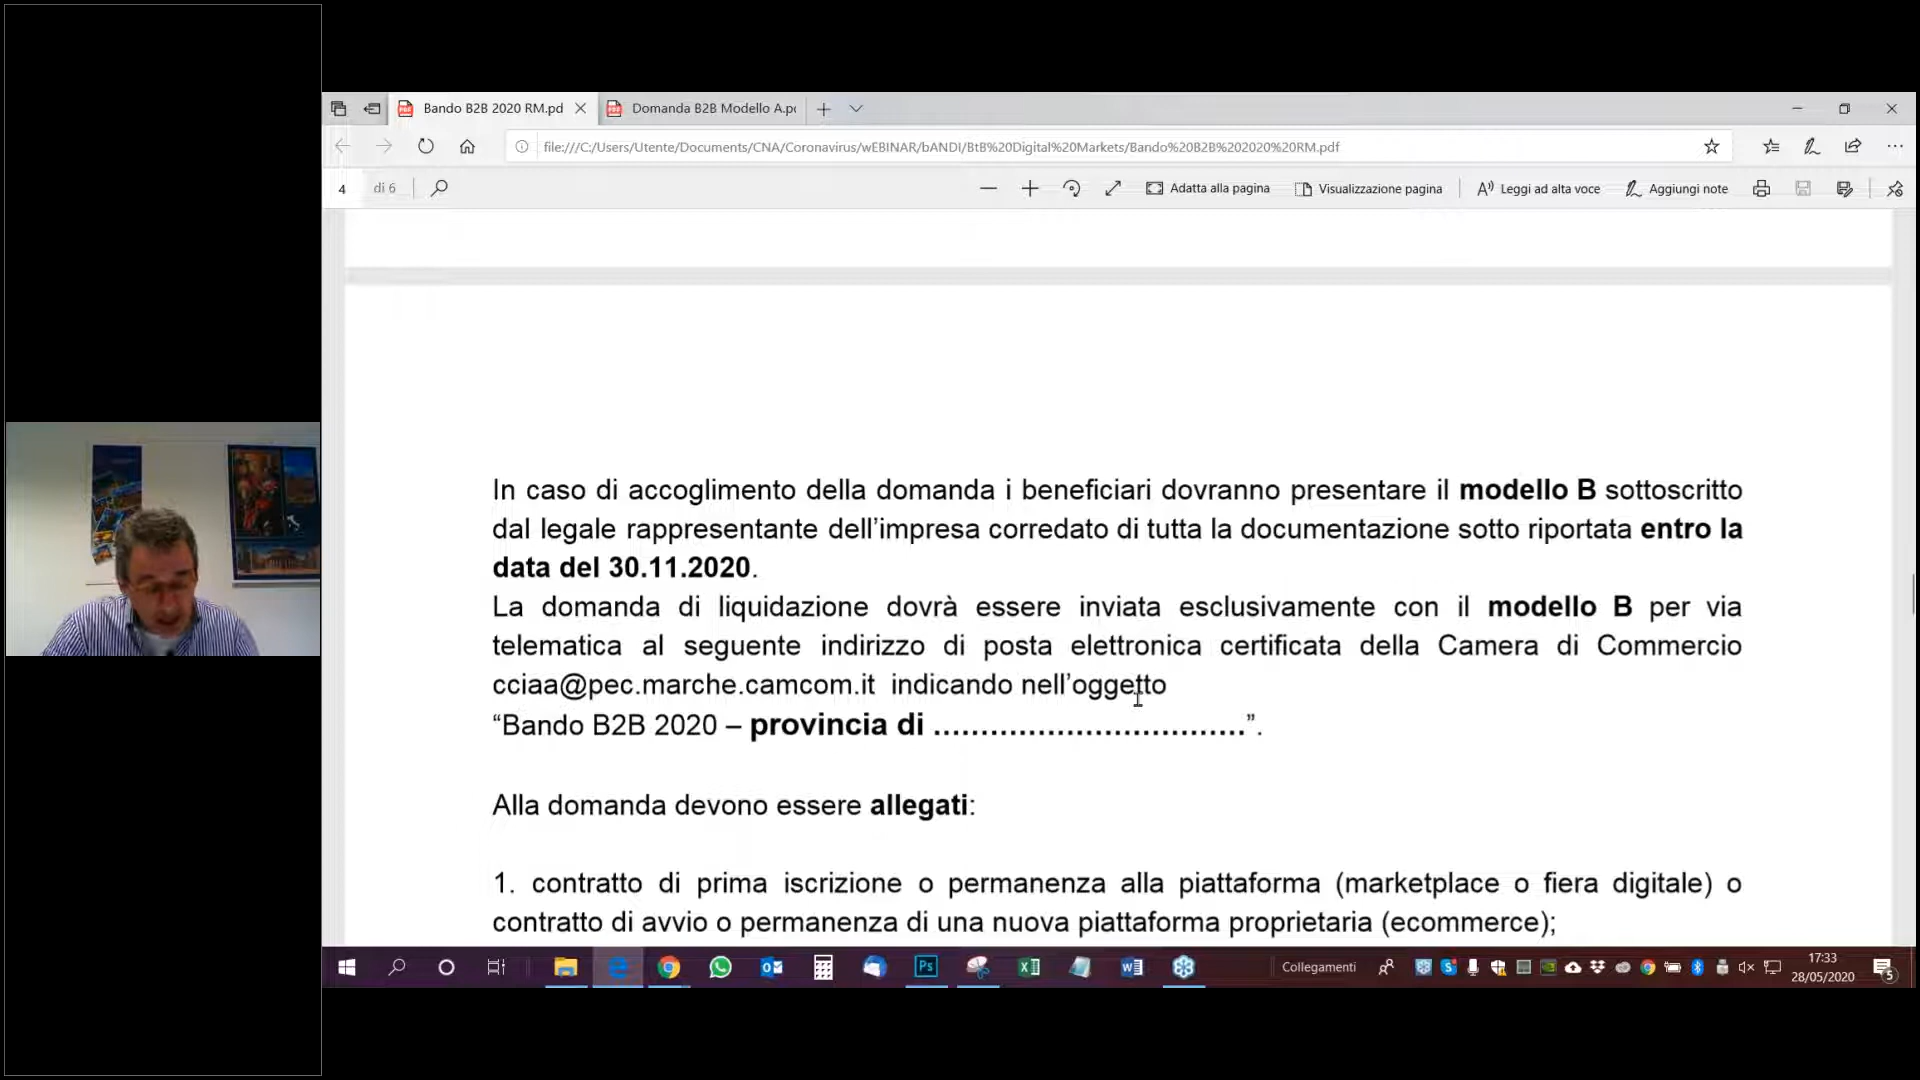 Bando B2B 2020 RM.pd
Domanda B2B Modello A.pc
file:///C:/Users/Utente/Documents/CNA/Coronavirus/wEBINAR/bANDI/BtB%20Digital%20Markets/Bando%20B2B%202020%20RM.pdf
4 di 6 Adatta alla pagina Visualizzazione pagina Leggi ad alta voce Aggiungi note
In caso di accoglimento della domanda i beneficiari dovranno presentare il modello B sottoscritto
dal legale rappresentante dell’impresa corredato di tutta la documentazione sotto riportata entro la
data del 30.11.2020.
La domanda di liquidazione dovrà essere inviata esclusivamente con il modello B per via
telematica al seguente indirizzo di posta elettronica certificata della Camera di Commercio
cciaa@pec.marche.camcom.it indicando nell’oggetto
“Bando B2B 2020 – provincia di ……………………………”.
Alla domanda devono essere allegati:
1. contratto di prima iscrizione o permanenza alla piattaforma (marketplace o fiera digitale) o
contratto di avvio o permanenza di una nuova piattaforma proprietaria (ecommerce);
Collegamenti
17:33
28/05/2020
5